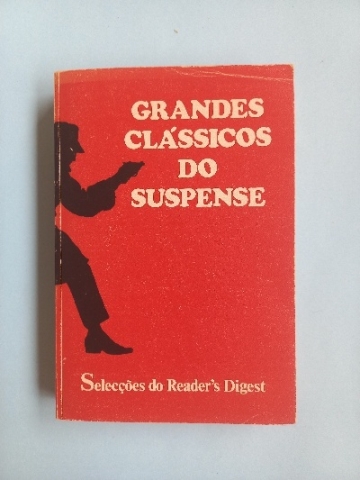 GRANDES
CLÁSSICOS
DO
SUSPENSE
Selecções do Reader's Digest